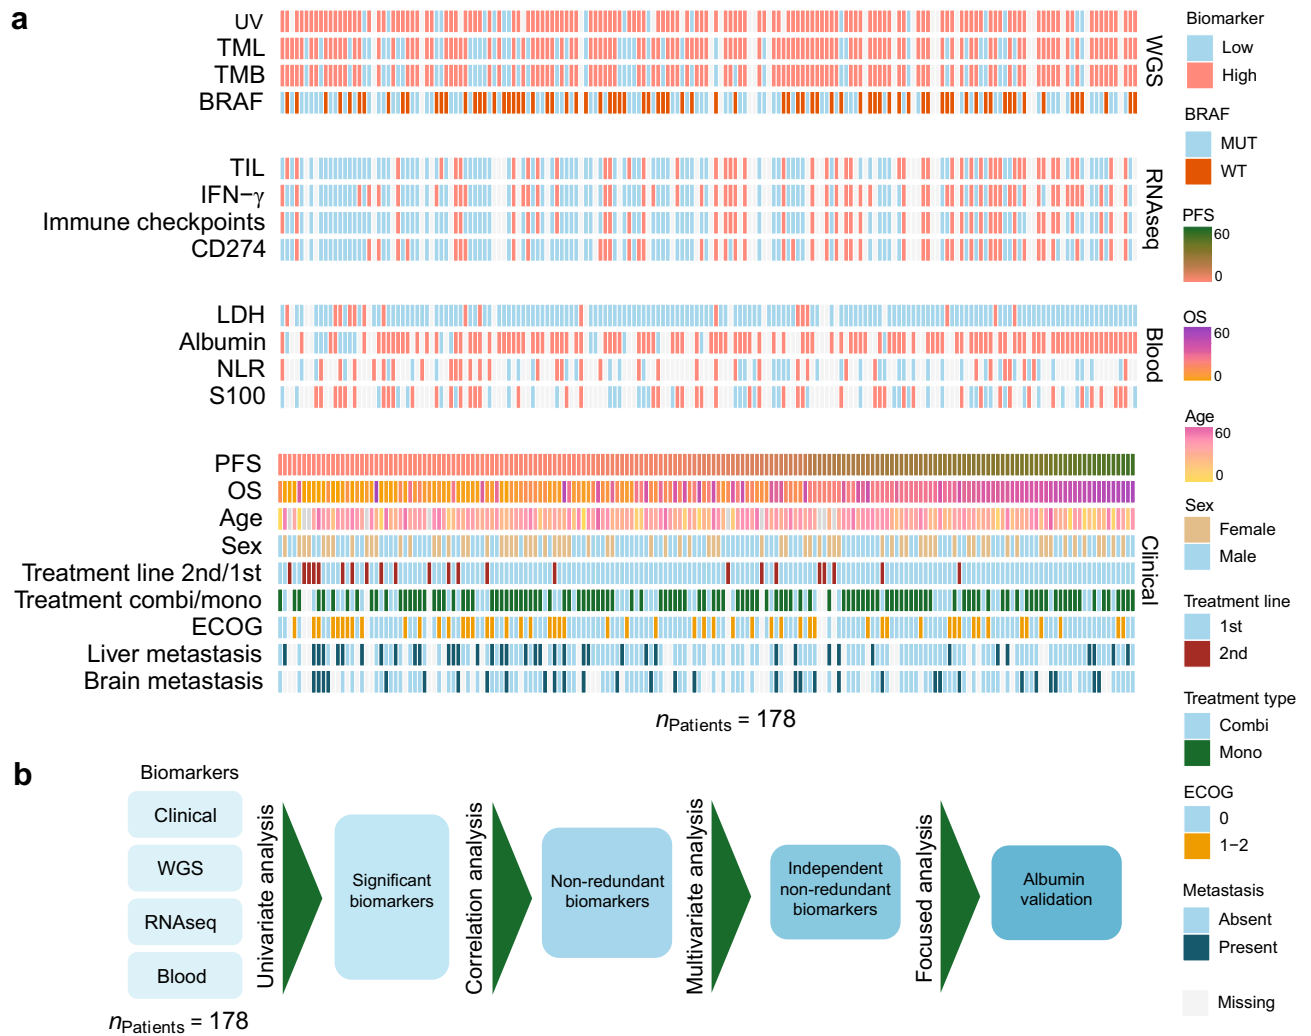 a
UV
TML
TMB
BRAF
WGS
TIL
IFN−γ
Immune checkpoints
CD274
RNAseq
LDH
Albumin
NLR
S100
Blood
PFS
OS
Age
Sex
Treatment line 2nd/1st
Treatment combi/mono
ECOG
Liver metastasis
Brain metastasis
Clinical
nPatients = 178
Biomarker
Low
High
BRAF
MUT
WT
PFS
60
0
OS
60
0
Age
60
0
Sex
Female
Male
Treatment line
1st
2nd
Treatment type
Combi
Mono
ECOG
0
1−2
Metastasis
Absent
Present
Missing
b
Biomarkers
Clinical
WGS
RNAseq
Blood
nPatients = 178
Univariate analysis
Significant
biomarkers
Correlation analysis
Non-redundant
biomarkers
Multivariate analysis
Independent
non-redundant
biomarkers
Focused analysis
Albumin
validation